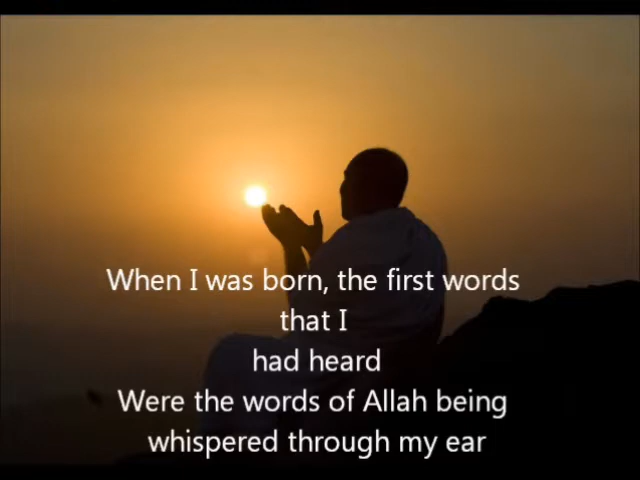 When I was born, the first words
that I
had heard
Were the words of Allah being
whispered through my ear